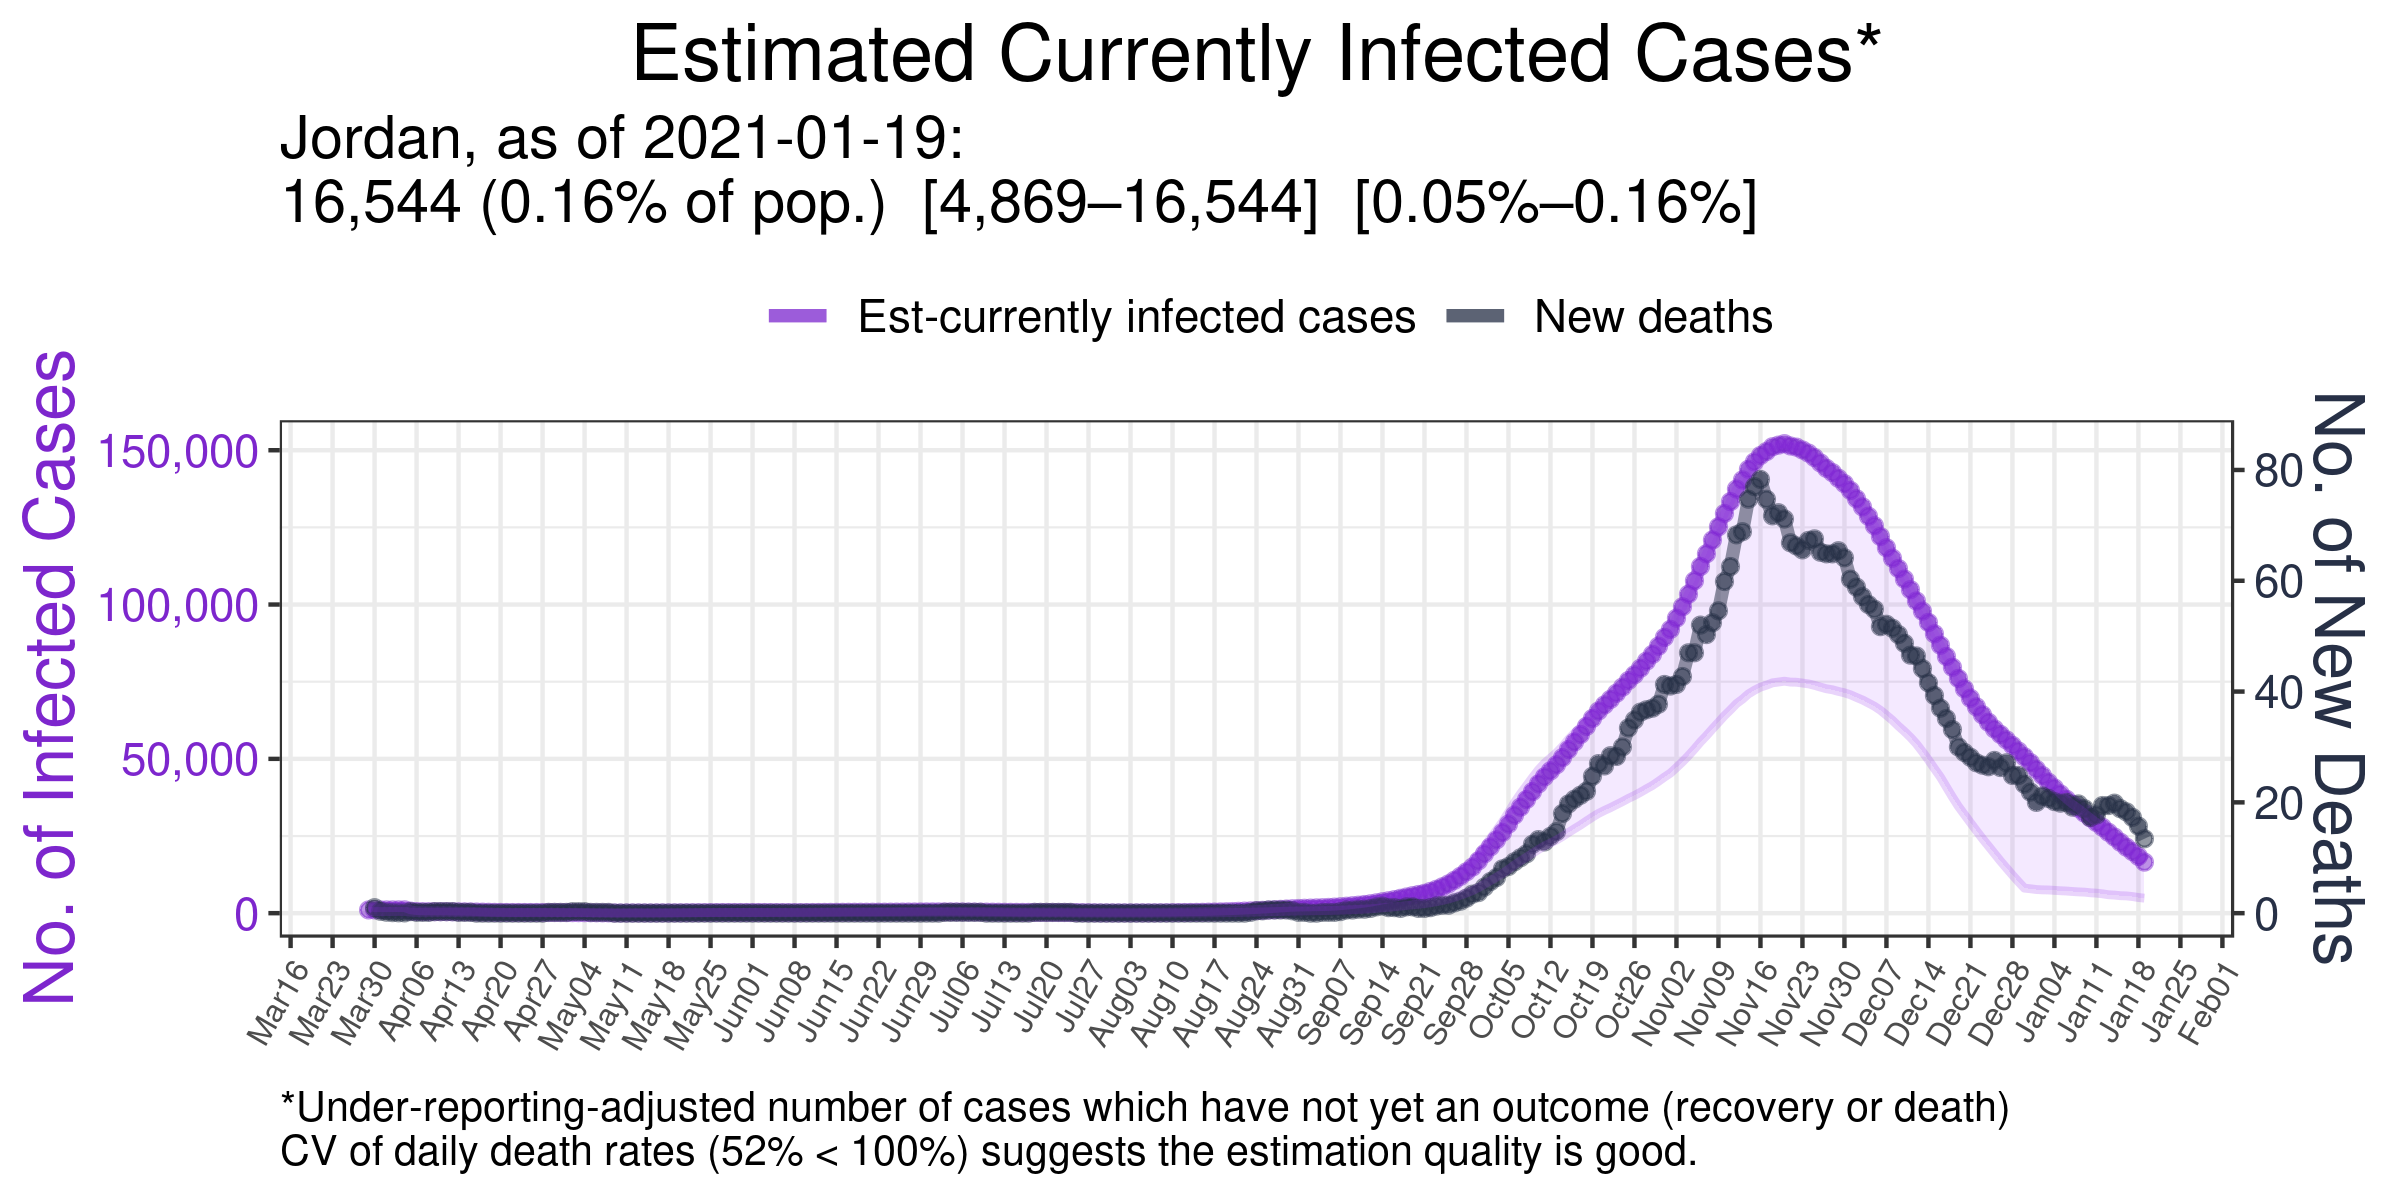 Estimated Currently Infected Cases*
Jordan, as of 2021-01-19:
16,544 (0.16% of pop.) [4,869–16,544] [0.05%–0.16%]
Est-currently infected cases New deaths
No. of Infected Cases
150,000
100,000
50,000
0
80
60
40
20
0
No. of New Deaths
Mar16 Mar23 Mar30 Apr06 Apr13 Apr20 Apr27 May04 May11 May18 May25 Jun01 Jun08 Jun15 Jun22 Jun29 Jul06 Jul13 Jul20 Jul27 Aug03 Aug10 Aug17 Aug24 Aug31 Sep07 Sep14 Sep21 Sep28 Oct05 Oct12 Oct19 Oct26 Nov02 Nov09 Nov16 Nov23 Nov30 Dec07 Dec14 Dec21 Dec28 Jan04 Jan11 Jan18 Jan25 Feb01
*Under-reporting-adjusted number of cases which have not yet an outcome (recovery or death)
CV of daily death rates (52% < 100%) suggests the estimation quality is good.